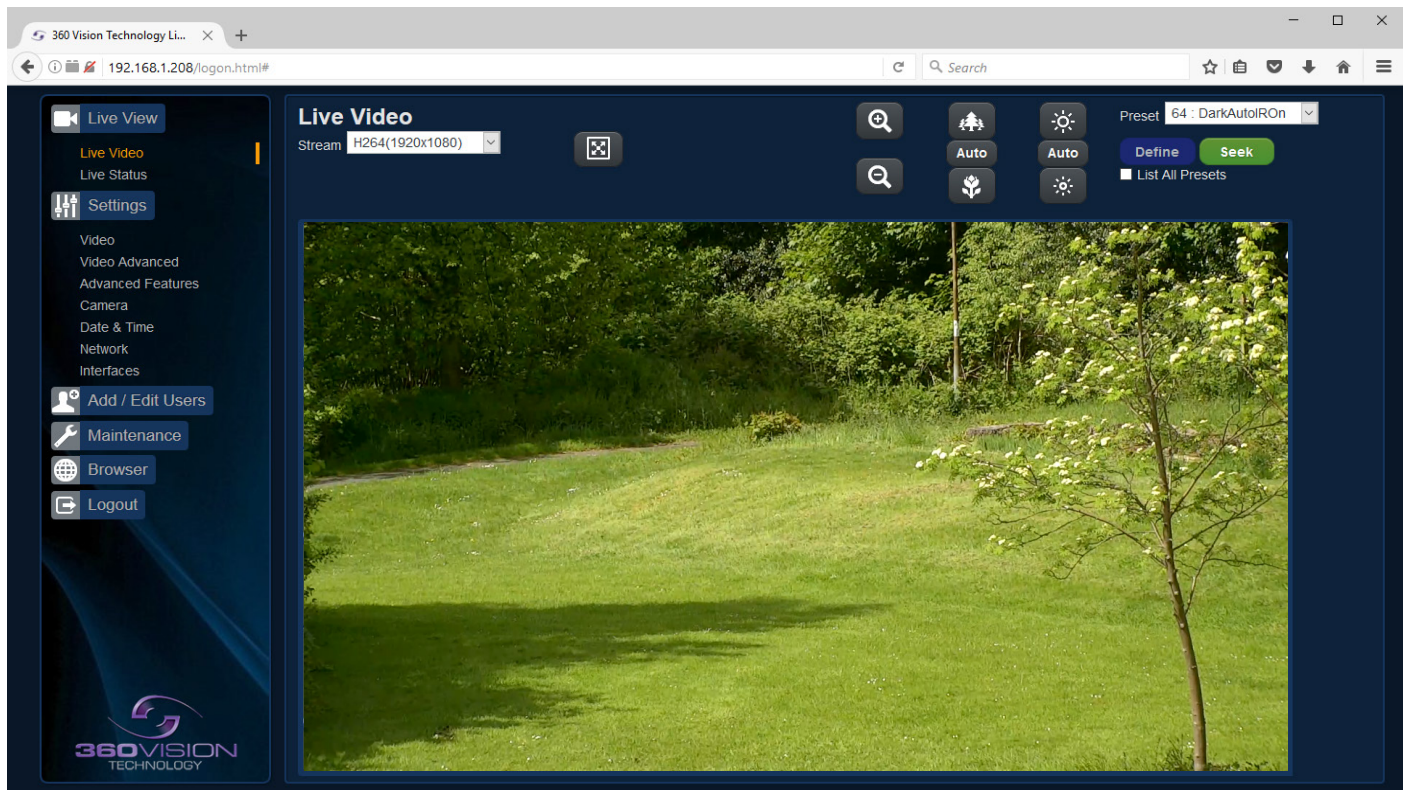 360 Vision Technology Li...
192.168.1.208/logon.html#
Search
Live View
Live Video
Live Status
Settings
Video
Video Advanced
Advanced Features
Camera
Date & Time
Network
Interfaces
Add / Edit Users
Maintenance
Browser
Logout
360VISION
TECHNOLOGY
Live Video
Stream H264(1920x1080)
Auto
Auto
Preset 64 : DarkAutoIROn
Define Seek
List All Presets